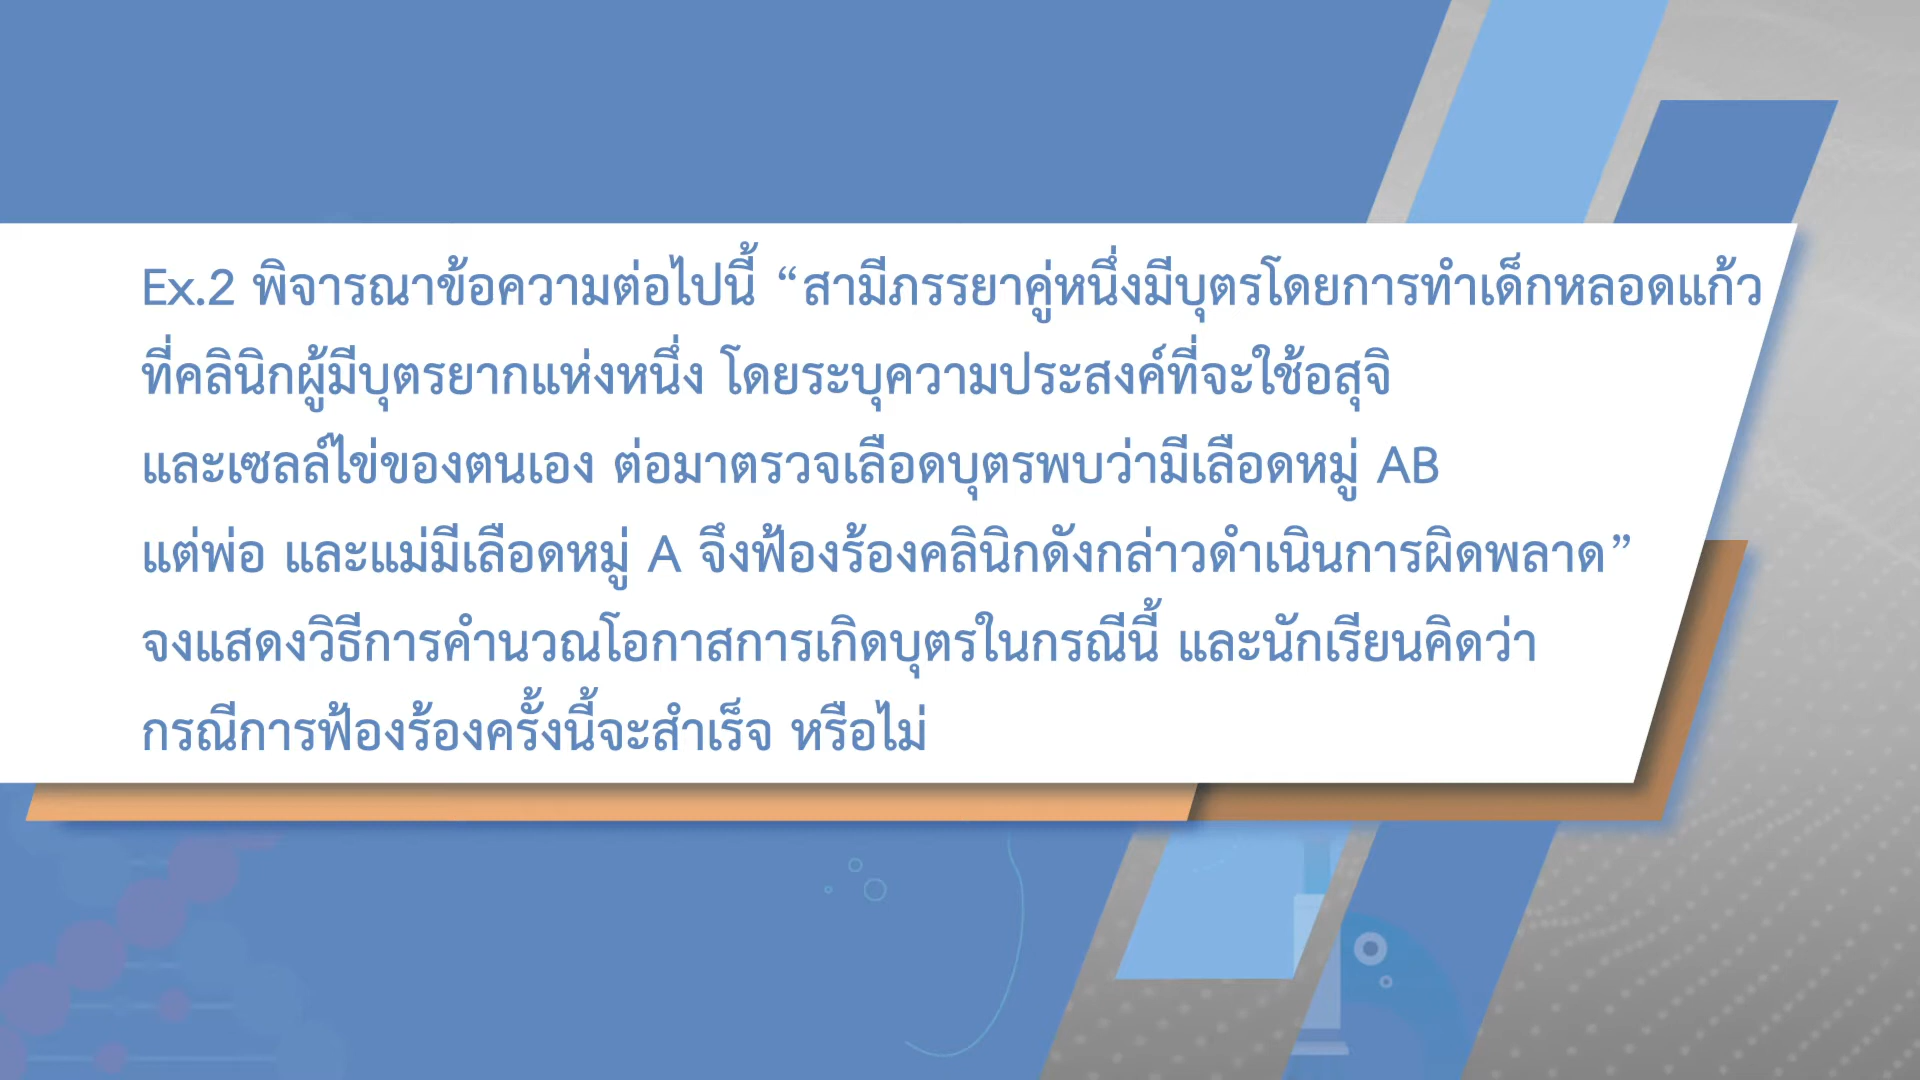 Ex.2 พิจารณาข้อความต่อไปนี้ “สามีภรรยาคู่หนึ่งมีบุตรโดยการทำเด็กหลอดแก้ว
ที่คลินิกผู้มีบุตรยากแห่งหนึ่ง โดยระบุความประสงค์ที่จะใช้อสุจิ
และเซลล์ไข่ของตนเอง ต่อมาตรวจเลือดบุตรพบว่ามีเลือดหมู่ AB
แต่พ่อ และแม่มีเลือดหมู่ A จึงฟ้องร้องคลินิกดังกล่าวดำเนินการผิดพลาด”
จงแสดงวิธีการคำนวณโอกาสการเกิดบุตรในกรณีนี้ และนักเรียนคิดว่า
กรณีการฟ้องร้องครั้งนี้จะสำเร็จ หรือไม่